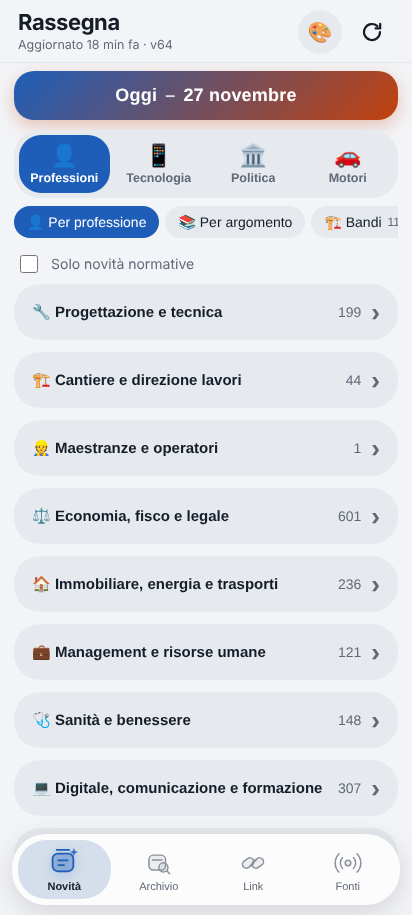 Rassegna
Aggiornato 18 min fa · v64
Oggi – 27 novembre
Professioni
Tecnologia
Politica
Motori
Per professione
Per argomento
Bandi 11
Solo novità normative
Progettazione e tecnica 199
Cantiere e direzione lavori 44
Maestranze e operatori 1
Economia, fisco e legale 601
Immobiliare, energia e trasporti 236
Management e risorse umane 121
Sanità e benessere 148
Digitale, comunicazione e formazione 307
Novità
Archivio
Link
Fonti